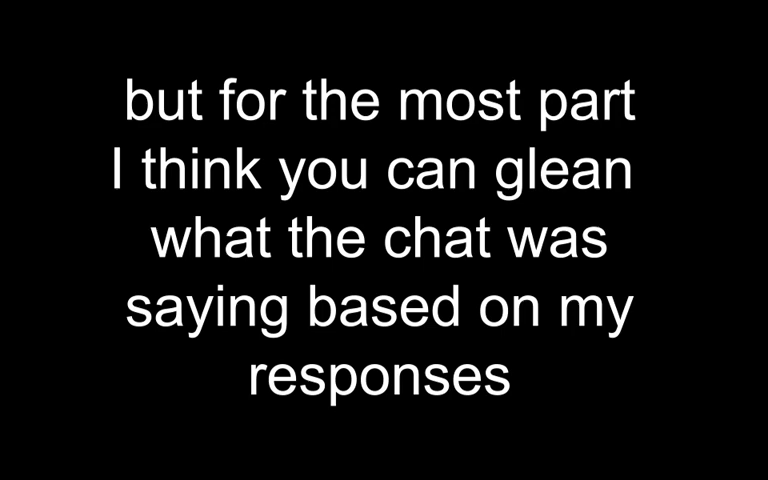 but for the most part
I think you can glean
what the chat was
saying based on my
responses